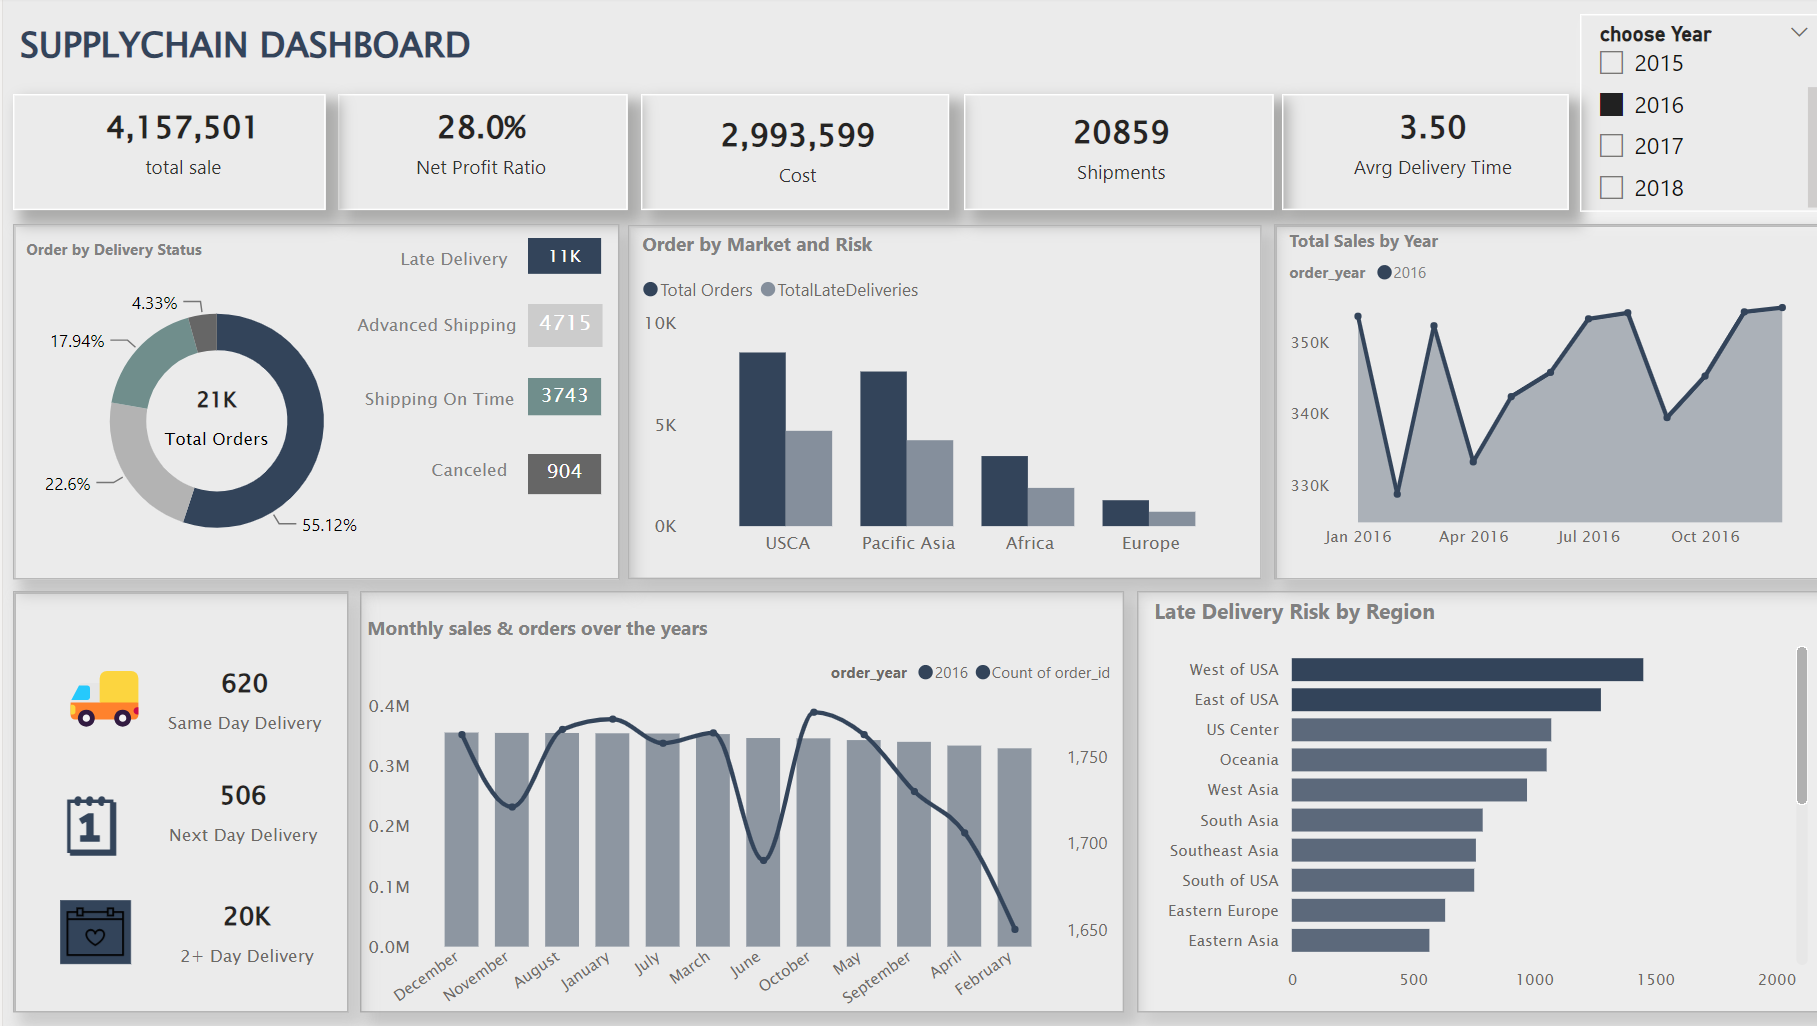 SUPPLYCHAIN DASHBOARD
choose Year
2015
2016
2017
2018
4,157,501
total sale
28.0%
Net Profit Ratio
2,993,599
Cost
20859
Shipments
3.50
Avrg Delivery Time
Order by Delivery Status
4.33%
17.94%
22.6%
55.12%
21K
Total Orders
Late Delivery 11K
Advanced Shipping 4715
Shipping On Time 3743
Canceled 904
Order by Market and Risk
Total Orders TotalLateDeliveries
10K
5K
0K
USCA Pacific Asia Africa Europe
Total Sales by Year
order_year 2016
350K
340K
330K
Jan 2016 Apr 2016 Jul 2016 Oct 2016
620
Same Day Delivery
1
506
Next Day Delivery
20K
2+ Day Delivery
Monthly sales & orders over the years
order_year 2016 Count of order_id
0.4M
0.3M
0.2M
0.1M
0.0M
1,750
1,700
1,650
December November August January July March June October May September April February
Late Delivery Risk by Region
West of USA
East of USA
US Center
Oceania
West Asia
South Asia
Southeast Asia
South of USA
Eastern Europe
Eastern Asia
0 500 1000 1500 2000